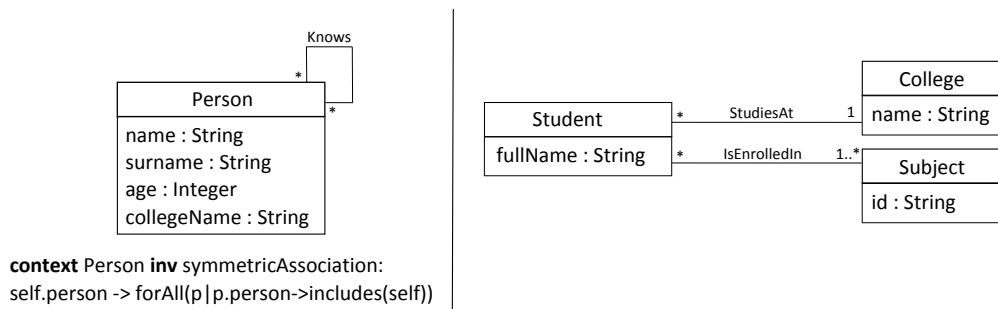 Knows
*
*
Person
name : String
surname : String
age : Integer
collegeName : String
context Person inv symmetricAssociation:
self.person -> forAll(p|p.person->includes(self))
Student
fullName : String
* StudiesAt 1
* IsEnrolledIn 1..*
College
name : String
Subject
id : String